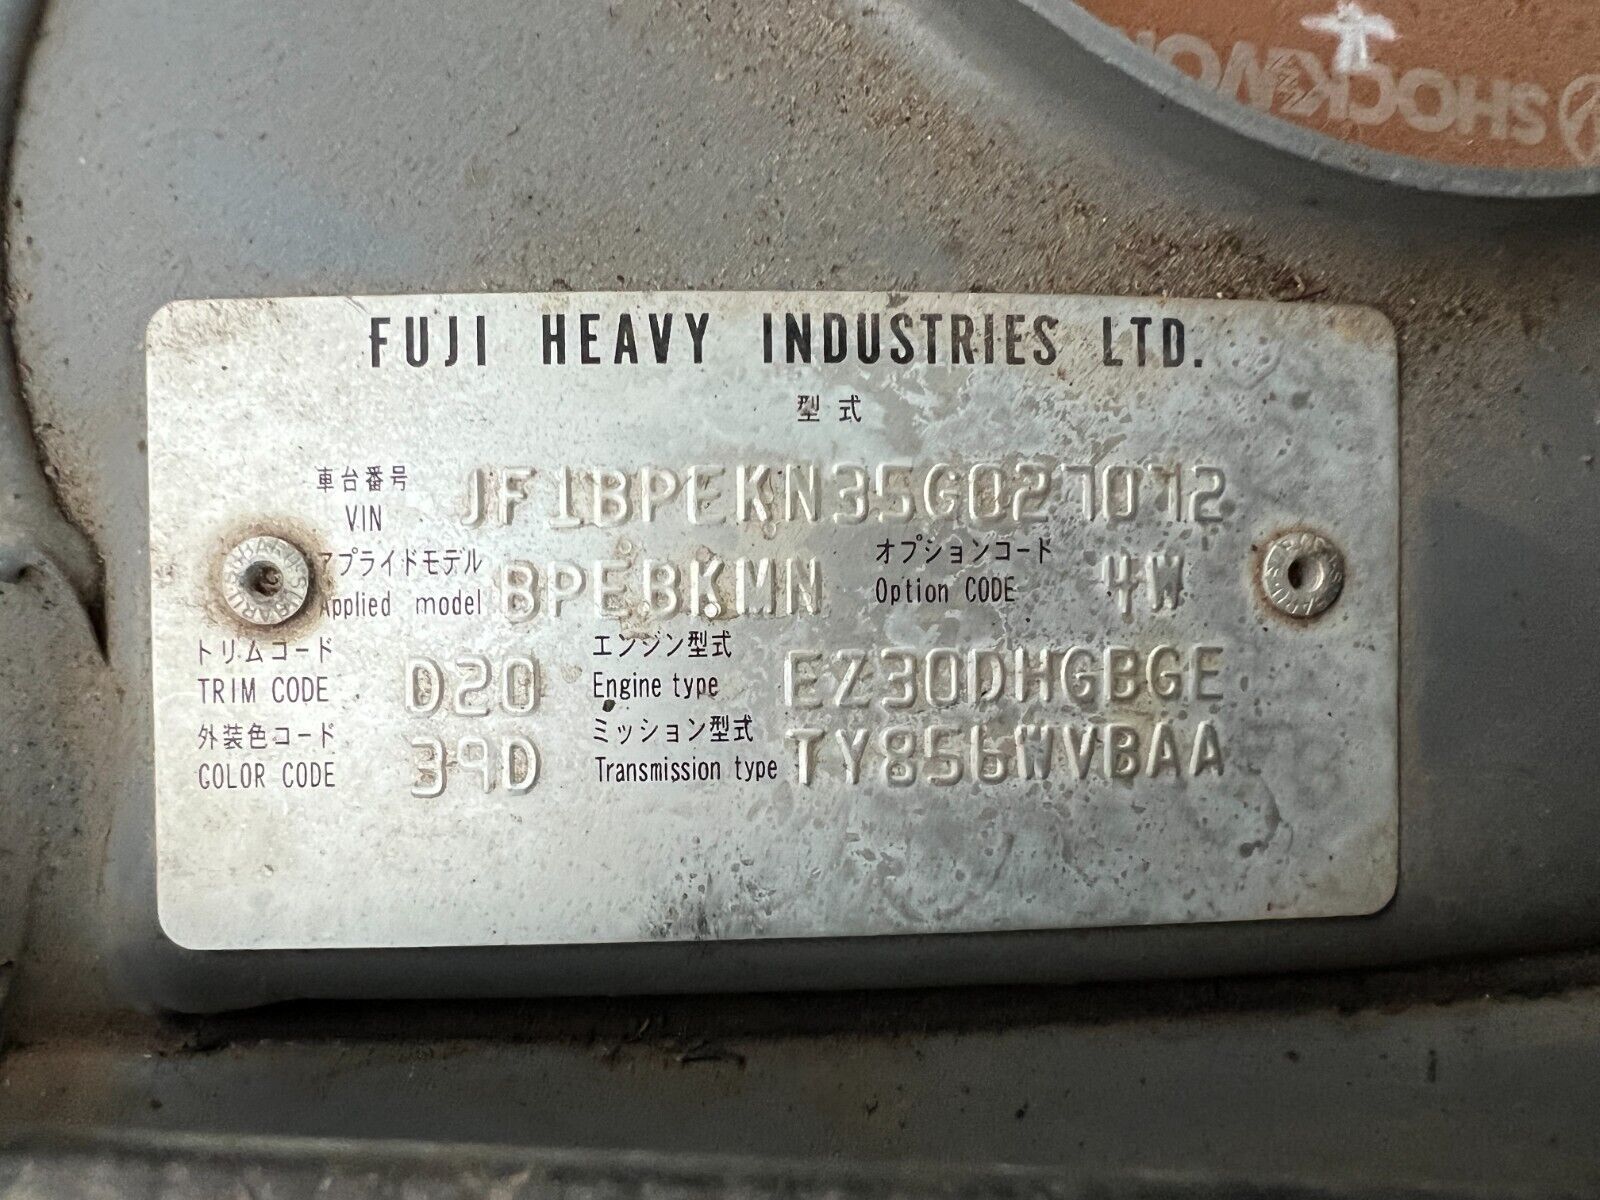 SHOCKWO
FUJI HEAVY INDUSTRIES LTD.
型式
車台番号
VIN JF1BPEKN35G027072
アプライドモデル オプションコード
Applied model BPEBKMN Option CODE 4W
トリムコード エンジン型式
TRIM CODE D20 Engine type EZ30DHGBGE
外装色コード ミッション型式
COLOR CODE 39D Transmission type TY856WVBAA